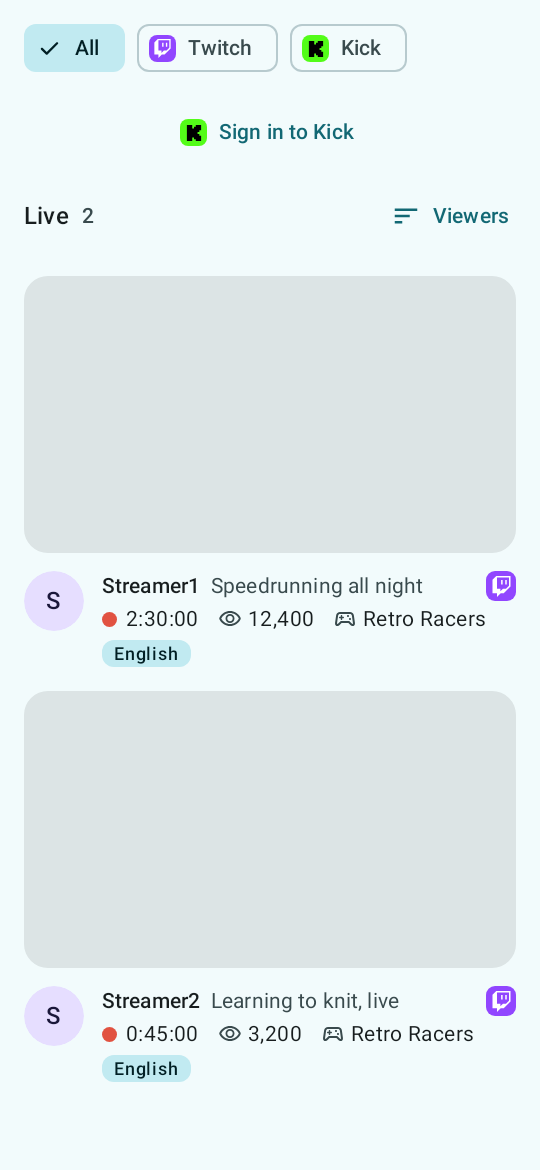 All Twitch Kick
Sign in to Kick
Live 2 Viewers
S Streamer1 Speedrunning all night
2:30:00 12,400 Retro Racers
English
S Streamer2 Learning to knit, live
0:45:00 3,200 Retro Racers
English